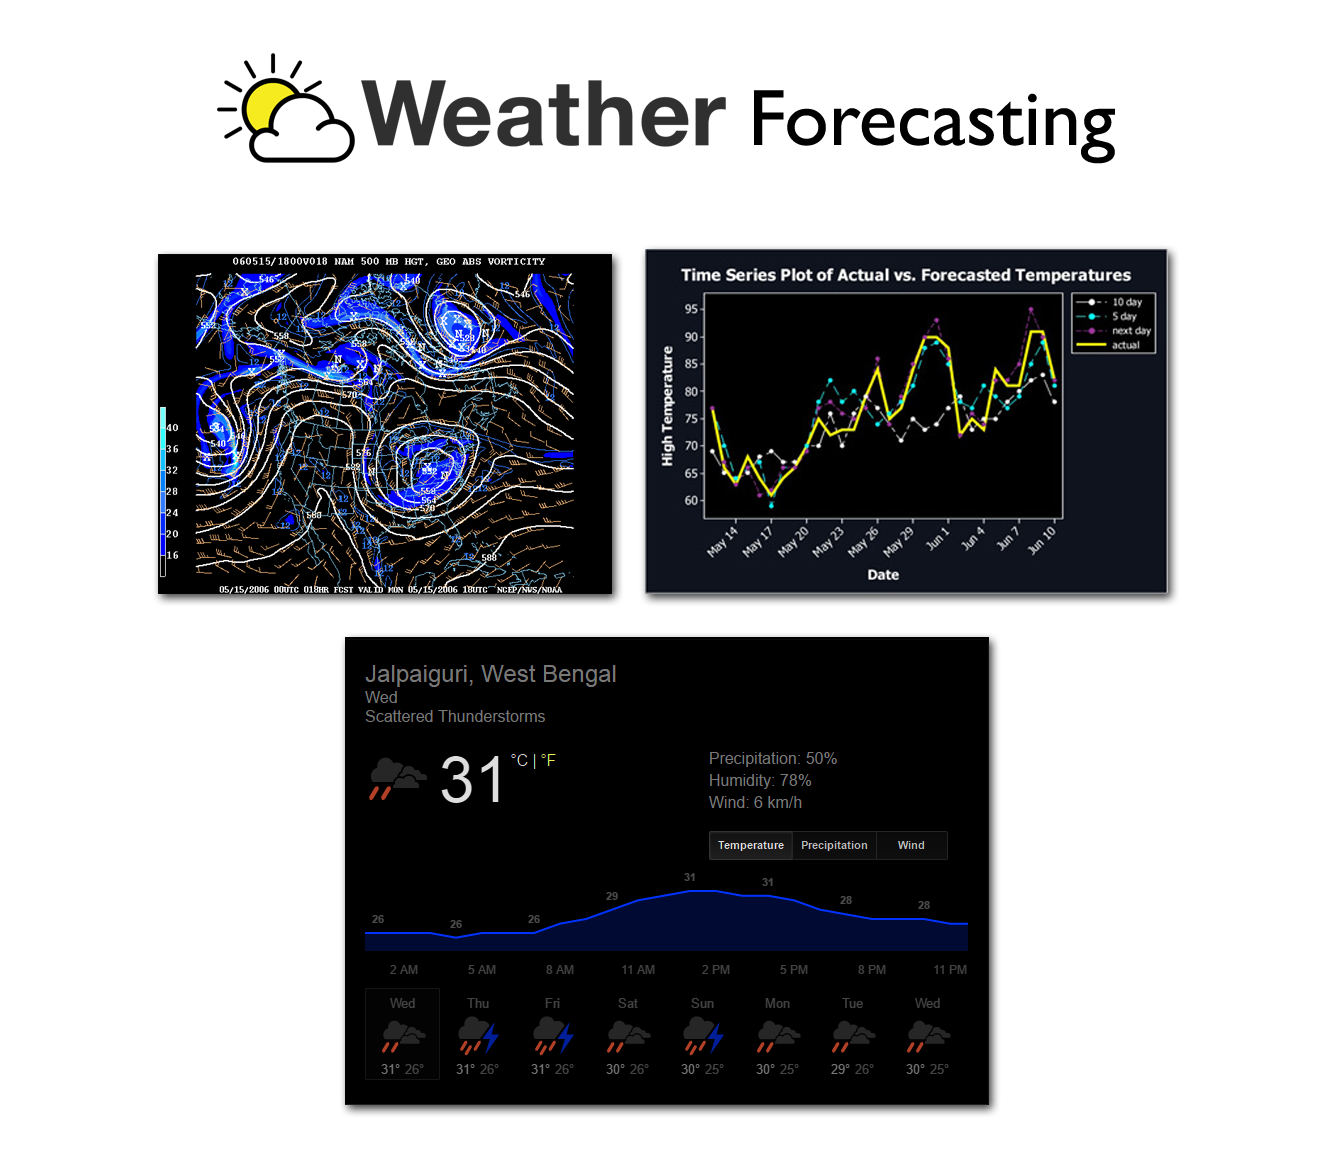 Weather Forecasting
060515/1800V018 NAM 500 MB HGT, GEO ABS VORTICITY
40
36
32
28
24
20
16
05/15/2006 00UTC 018HR FCST VALID MON 05/15/2006 18UTC NCEP/NWS/NOAA
Time Series Plot of Actual vs. Forecasted Temperatures
95
90
85
80
75
70
65
60
High Temperature
10 day
5 day
next day
actual
May 14 May 17 May 20 May 23 May 26 May 29 Jun 1 Jun 4 Jun 7 Jun 10
Date
Jalpaiguri, West Bengal
Wed
Scattered Thunderstorms
31 °C | °F
Precipitation: 50%
Humidity: 78%
Wind: 6 km/h
Temperature Precipitation Wind
26 26 26 29 31 31 28 28
2 AM 5 AM 8 AM 11 AM 2 PM 5 PM 8 PM 11 PM
Wed Thu Fri Sat Sun Mon Tue Wed
31° 26° 31° 26° 31° 26° 30° 26° 30° 25° 30° 25° 29° 26° 30° 25°